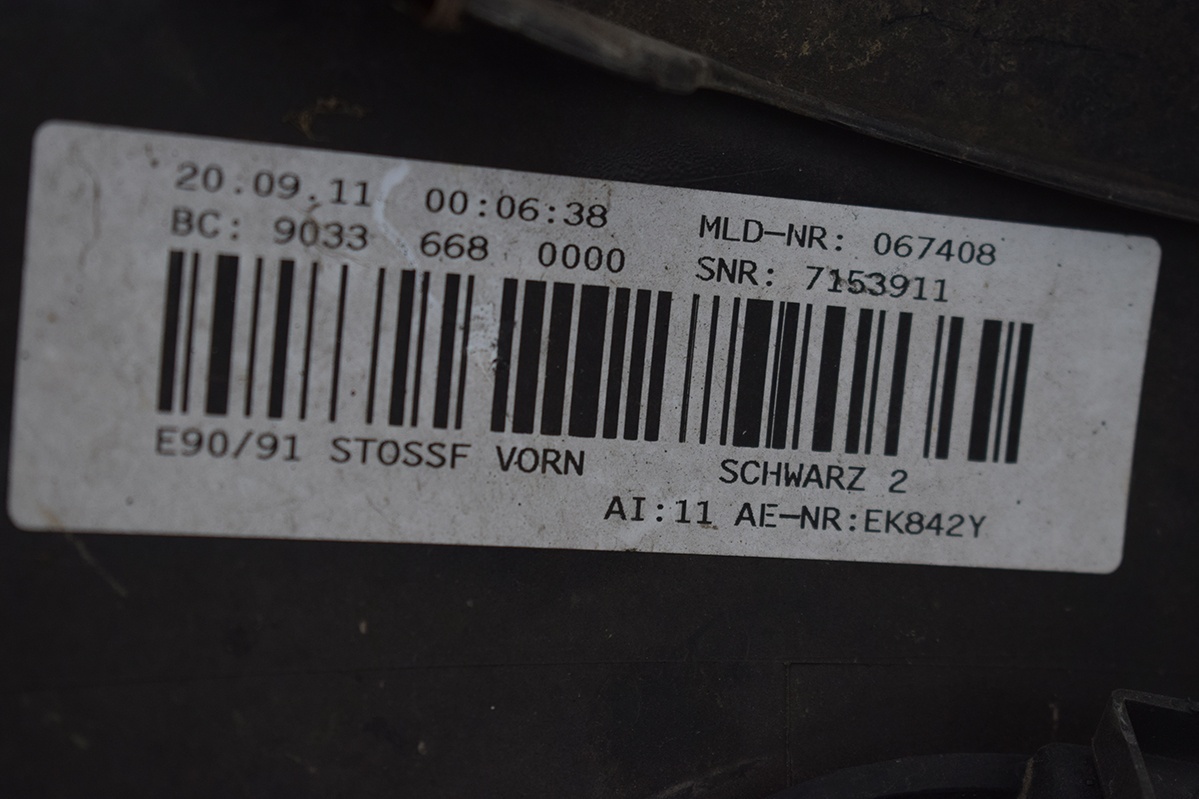 20.09.11 00:06:38 MLD-NR: 067408
BC: 9033 668 0000 SNR: 7153911
E90/91 STOSSF VORN SCHWARZ 2
AI:11 AE-NR:EK842Y